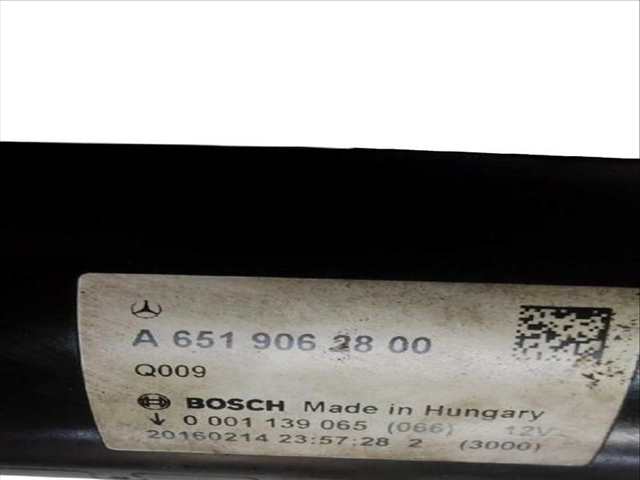 A 651 906 28 00
Q009
BOSCH Made in Hungary
0 001 139 065 (066) 12V
20160214 23:57:28 2 (3000)